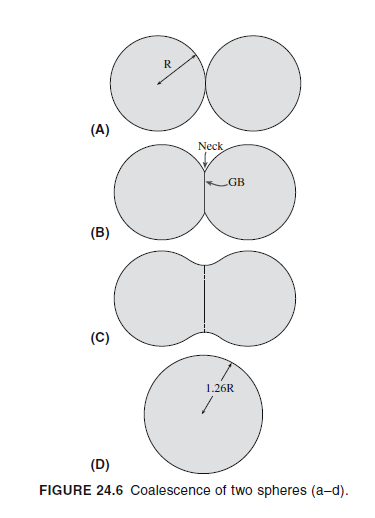 R
(A)
Neck
GB
(B)
(C)
1.26R
(D)
FIGURE 24.6 Coalescence of two spheres (a–d).